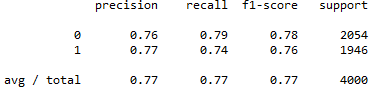 precision recall f1-score support
0 0.76 0.79 0.78 2054
1 0.77 0.74 0.76 1946
avg / total 0.77 0.77 0.77 4000